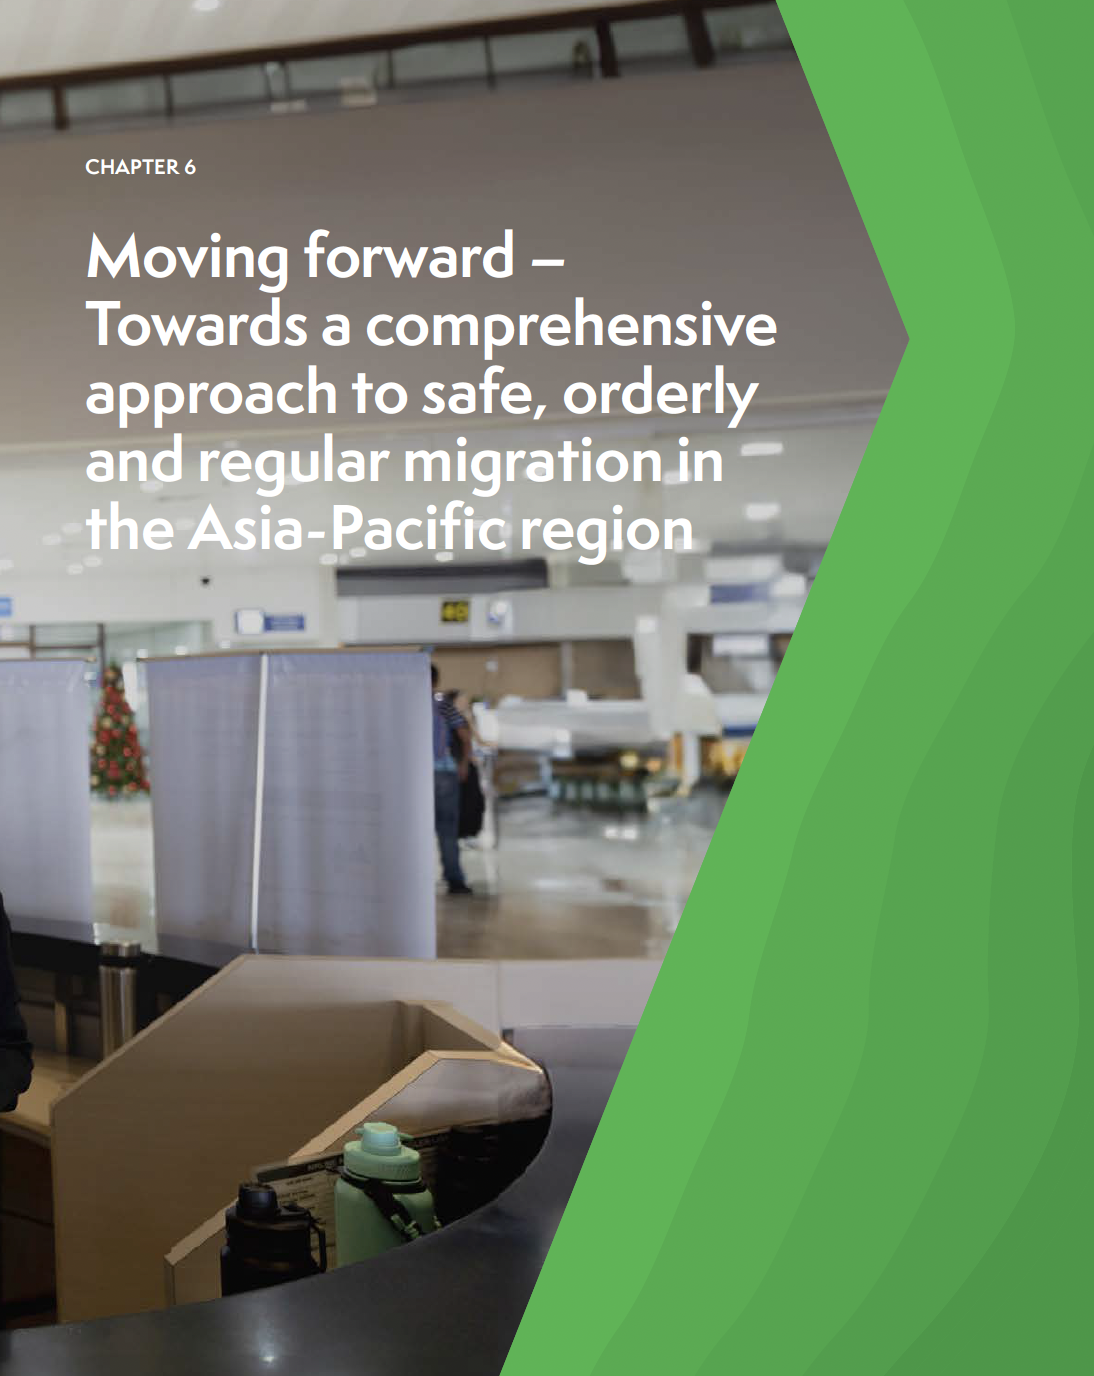 CHAPTER 6
Moving forward –
Towards a comprehensive
approach to safe, orderly
and regular migration in
the Asia-Pacific region